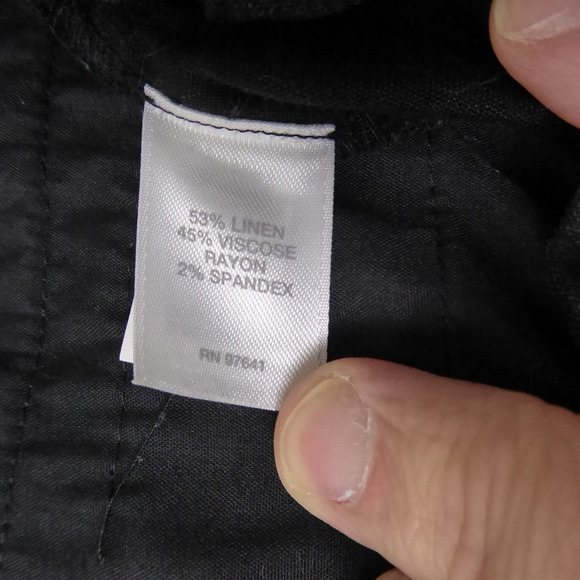 53% LINEN
45% VISCOSE
RAYON
2% SPANDEX
RN 97641